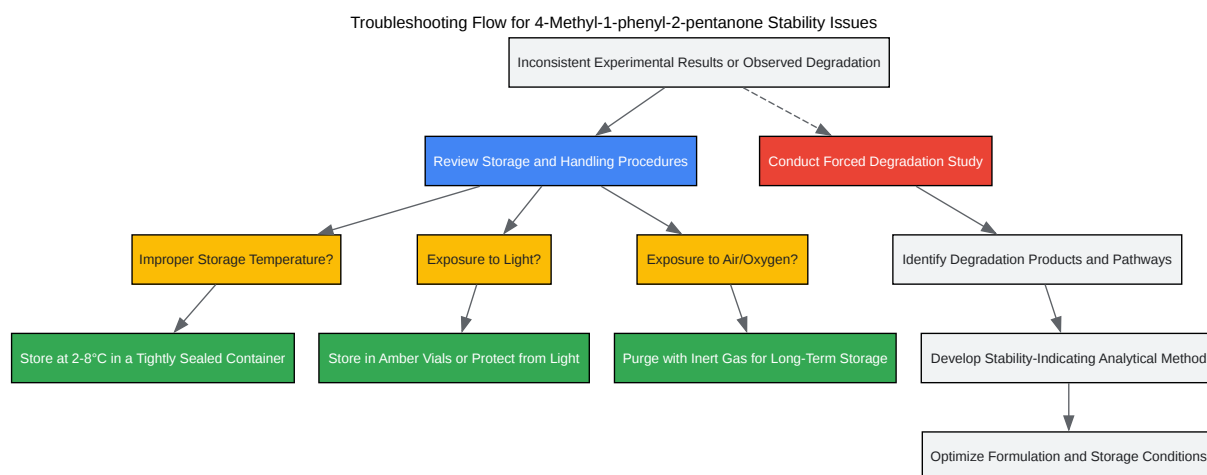 Troubleshooting Flow for 4-Methyl-1-phenyl-2-pentanone Stability Issues
Inconsistent Experimental Results or Observed Degradation
Review Storage and Handling Procedures
Conduct Forced Degradation Study
Improper Storage Temperature?
Exposure to Light?
Exposure to Air/Oxygen?
Identify Degradation Products and Pathways
Store at 2-8°C in a Tightly Sealed Container
Store in Amber Vials or Protect from Light
Purge with Inert Gas for Long-Term Storage
Develop Stability-Indicating Analytical Method
Optimize Formulation and Storage Conditions